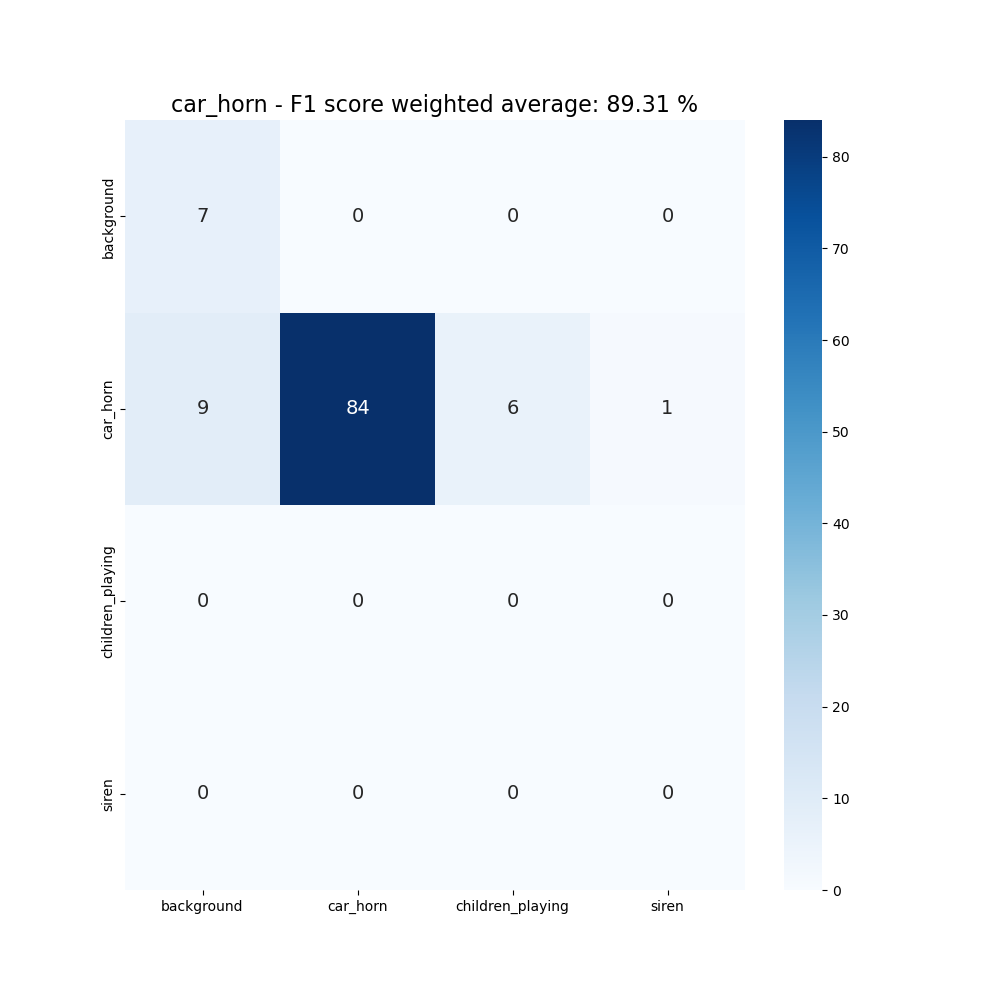 car_horn - F1 score weighted average: 89.31 %
background
7 0 0 0
car_horn
9 84 6 1
children_playing
0 0 0 0
siren
0 0 0 0
background car_horn children_playing siren
80
70
60
50
40
30
20
10
0